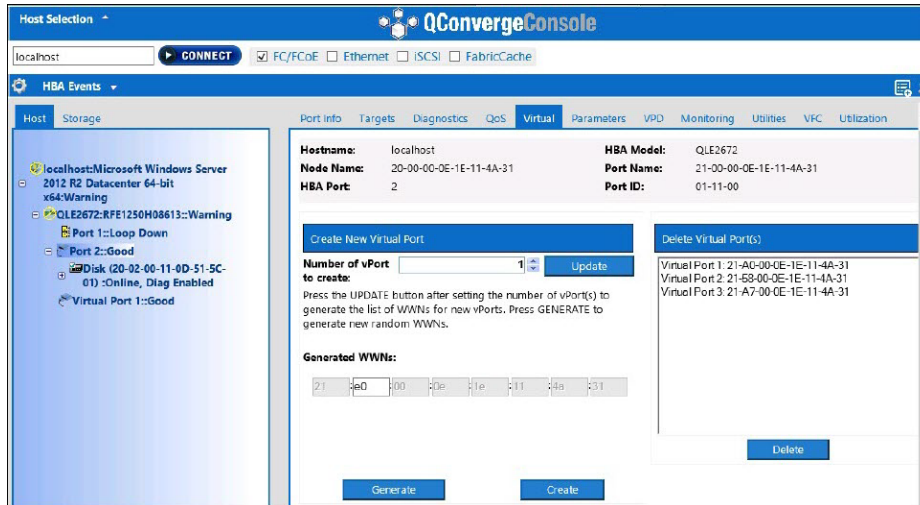 Host Selection
QConvergeConsole
localhost
CONNECT
FC/FCoE
Ethernet
iSCSI
FabricCache
HBA Events
Host
Storage
Port Info
Targets
Diagnostics
QoS
Virtual
Parameters
VPD
Monitoring
Utilities
VFC
Utilization
localhost:Microsoft Windows Server
2012 R2 Datacenter 64-bit
x64:Warning
QLE2672:RFE1250H08613::Warning
Port 1::Loop Down
Port 2::Good
Disk (20-02-00-11-0D-51-5C-
01) :Online, Diag Enabled
Virtual Port 1::Good
Hostname: localhost
HBA Model: QLE2672
Node Name: 20-00-00-0E-1E-11-4A-31
Port Name: 21-00-00-0E-1E-11-4A-31
HBA Port: 2
Port ID: 01-11-00
Create New Virtual Port
Number of vPort
to create:
1
Update
Press the UPDATE button after setting the number of vPort(s) to
generate the list of WWNs for new vPorts. Press GENERATE to
generate new random WWNs.
Generated WWNs:
21 :e0 :00 :0e :1e :11 :4a :31
Generate
Create
Delete Virtual Port(s)
Virtual Port 1: 21-A0-00-0E-1E-11-4A-31
Virtual Port 2: 21-68-00-0E-1E-11-4A-31
Virtual Port 3: 21-A7-00-0E-1E-11-4A-31
Delete